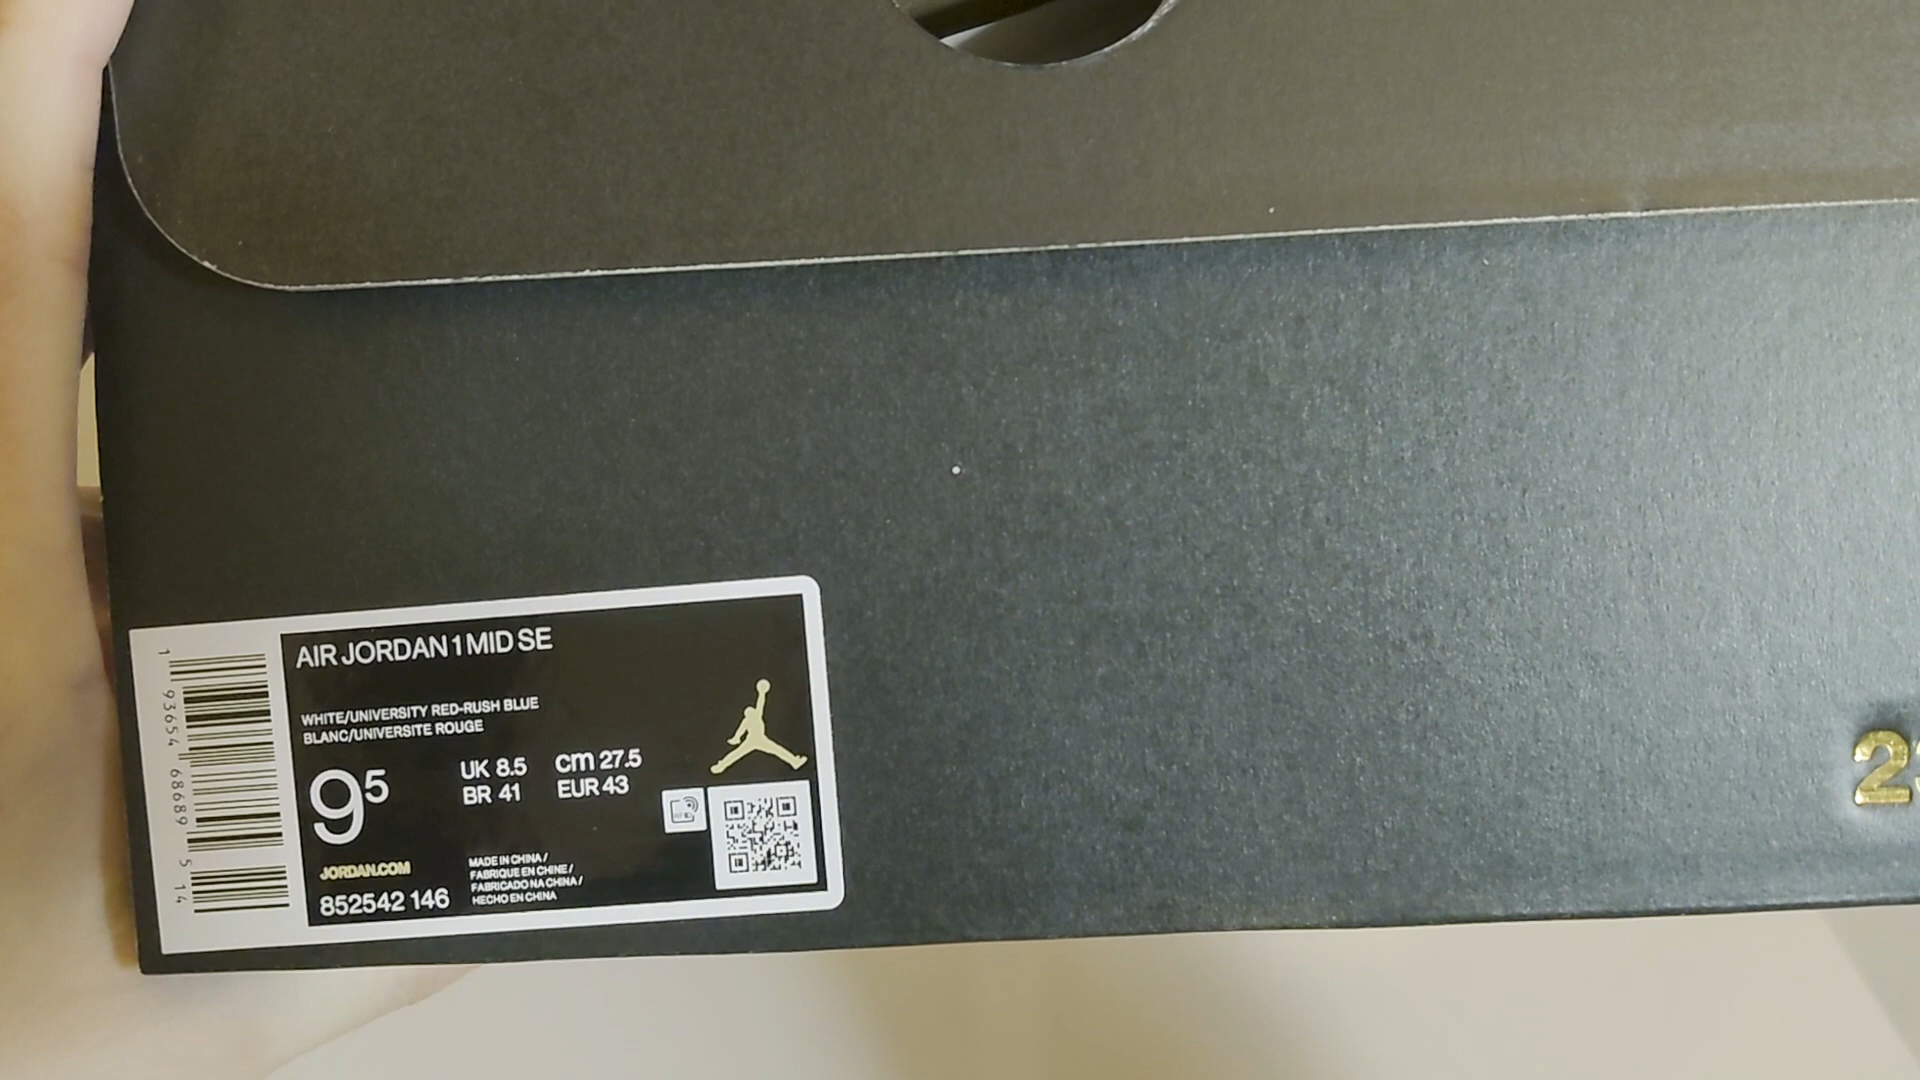 AIR JORDAN 1 MID SE
WHITE/UNIVERSITY RED-RUSH BLUE
BLANC/UNIVERSITE ROUGE
9⁵
UK 8.5 cm 27.5
BR 41 EUR 43
JORDAN.COM
852542 146
MADE IN CHINA /
FABRIQUE EN CHINE /
FABRICADO NA CHINA /
HECHO EN CHINA
1 93654 68689 5 14